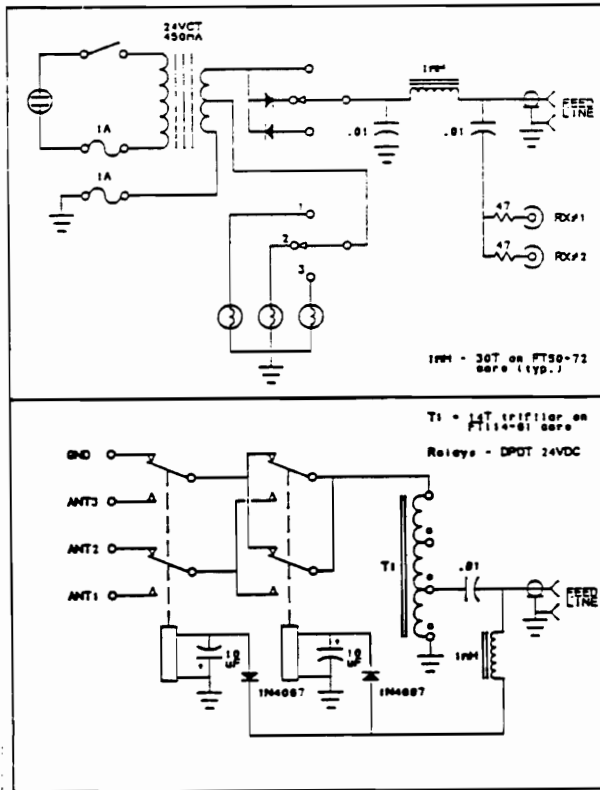 24VCT
450MA
1A
1A
.01
1MH
.01
FEED
LINE
47
RX#1
47
RX#2
1
2
3
1MH - 30T on FT50-72
core (typ.)
T1 - 14T trifilar on
FT114-61 core
Relays - DPDT 24VDC
GND
ANT3
ANT2
ANT1
T1
.01
FEED
LINE
1MH
+
10
uF
1N4007
+
10
uF
1N4007